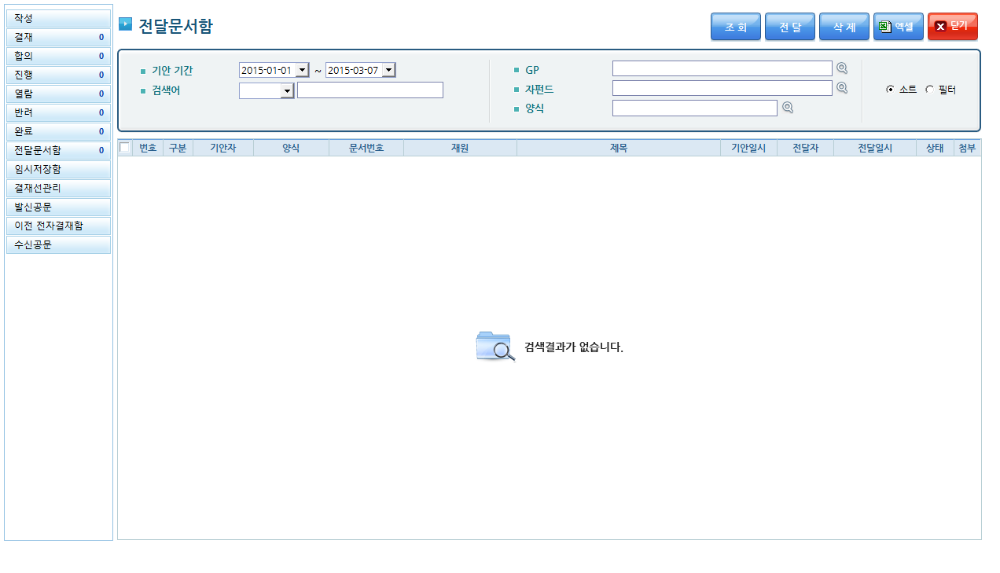 작성
결재 0
합의 0
진행 0
열람 0
반려 0
완료 0
전달문서함 0
임시저장함
결재선관리
발신공문
이전 전자결재함
수신공문
전달문서함
조 회 전 달 삭 제 엑셀 닫기
기안 기간 2015-01-01 ~ 2015-03-07
검색어
GP
자펀드
양식
소트 필터
번호 구분 기안자 양식 문서번호 재원 제목 기안일시 전달자 전달일시 상태 첨부
검색결과가 없습니다.